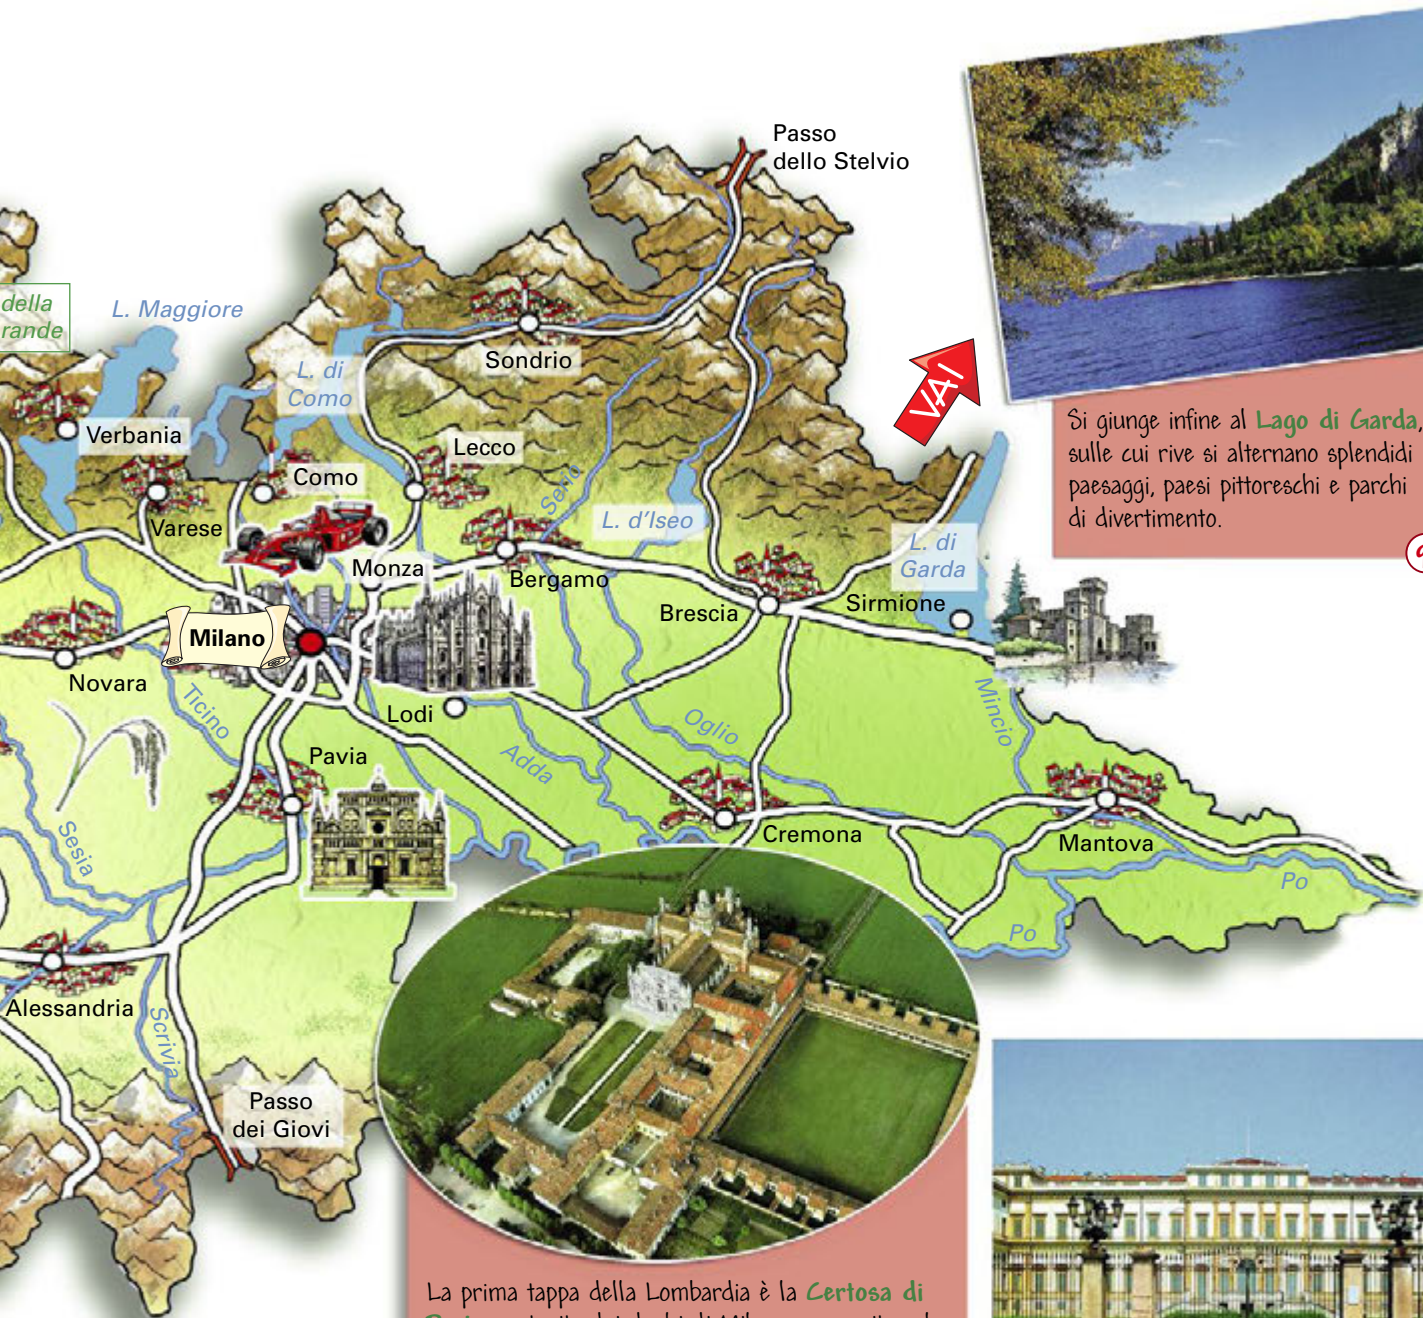 Passo
dello Stelvio
della
rande
L. Maggiore
Sondrio
L. di
Como
VAI
Verbania
Lecco
Como
Serio
Varese
L. d'Iseo
Monza
Bergamo
L. di
Garda
Brescia
Sirmione
Milano
Novara
Ticino
Lodi
Mincio
Oglio
Adda
Pavia
Sesia
Cremona
Mantova
Po
Po
Alessandria
Scrivia
Passo
dei Giovi
Si giunge infine al Lago di Garda,
sulle cui rive si alternano splendidi
paesaggi, paesi pittoreschi e parchi
di divertimento.
La prima tappa della Lombardia è la Certosa di